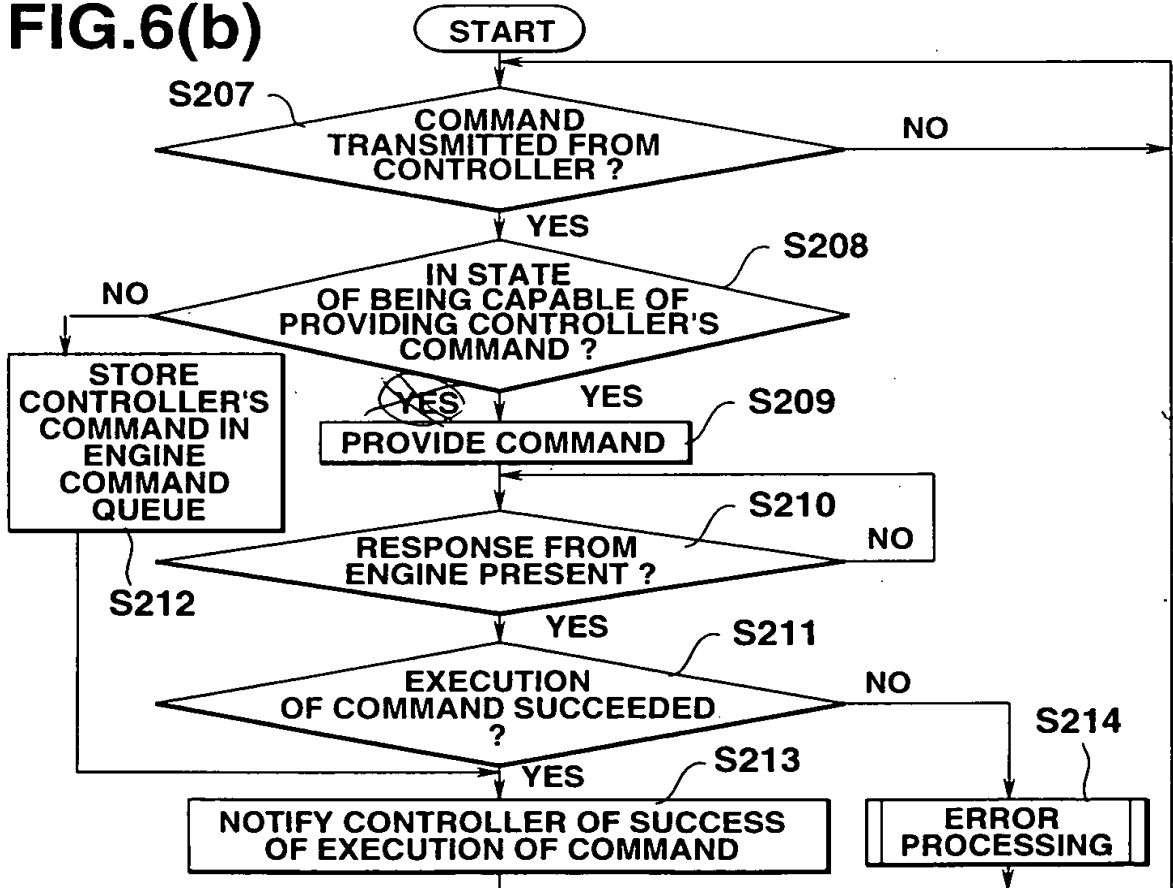 FIG.6(b)
START
S207
COMMAND
TRANSMITTED FROM
CONTROLLER ?
NO
YES
S208
IN STATE
OF BEING CAPABLE OF
PROVIDING CONTROLLER'S
COMMAND ?
NO
STORE
CONTROLLER'S
COMMAND IN
ENGINE
COMMAND
QUEUE
S212
YES
YES
S209
PROVIDE COMMAND
S210
RESPONSE FROM
ENGINE PRESENT ?
NO
YES
S211
EXECUTION
OF COMMAND SUCCEEDED
?
NO
YES
S213
NOTIFY CONTROLLER OF SUCCESS
OF EXECUTION OF COMMAND
S214
ERROR
PROCESSING